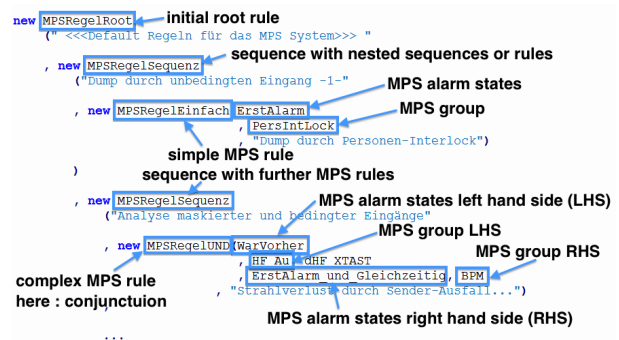 new MPSRegelRoot initial root rule
(" <<<Default Regeln für das MPS System>>> "
sequence with nested sequences or rules
, new MPSRegelSequenz
("Dump durch unbedingten Eingang -1-"
MPS alarm states
, new MPSRegelEinfach ErstAlarm
MPS group
, PersIntLock
, "Dump durch Personen-Interlock")
simple MPS rule
)
sequence with further MPS rules
, new MPSRegelSequenz
MPS alarm states left hand side (LHS)
("Analyse maskierter und bedingter Eingänge"
MPS group LHS
, new MPSRegelUND(WarVorher
MPS group RHS
, HF_Au dHF_XTAST
, ErstAlarm_und_Gleichzeitig, BPM
complex MPS rule
here : conjunctuion
, "Strahlverlust durch Sender-Ausfall...")
MPS alarm states right hand side (RHS)
...